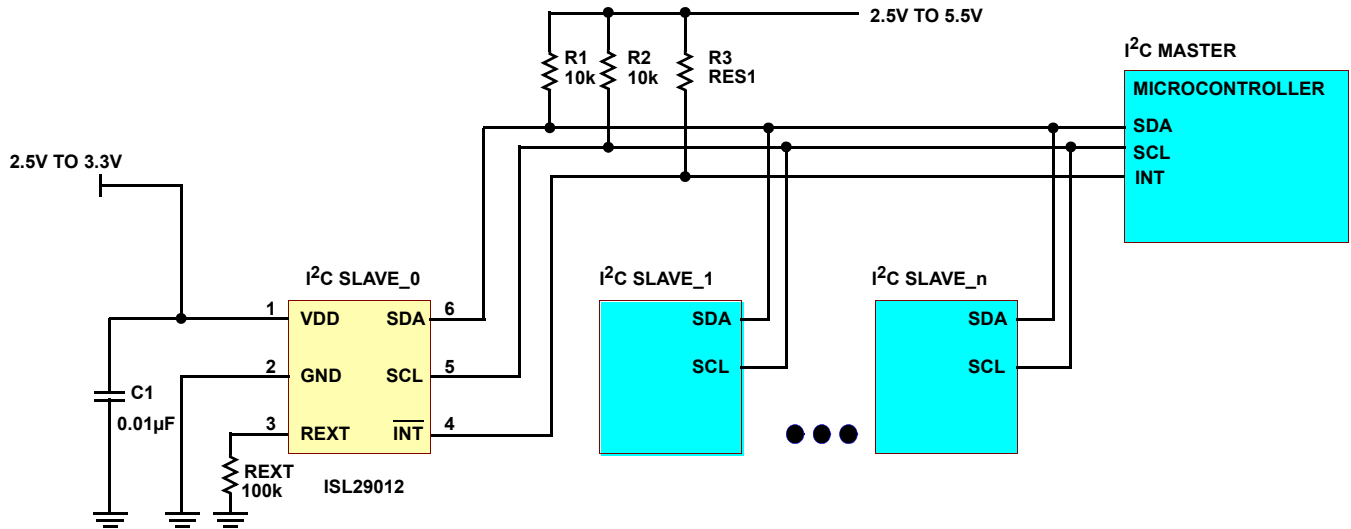 2.5V TO 5.5V
R1
10k
R2
10k
R3
RES1
I²C MASTER
MICROCONTROLLER
SDA
SCL
INT
2.5V TO 3.3V
I²C SLAVE_0
1
VDD
SDA
6
2
GND
SCL
5
3
REXT
INT
4
C1
0.01µF
REXT
100k
ISL29012
I²C SLAVE_1
SDA
SCL
I²C SLAVE_n
SDA
SCL